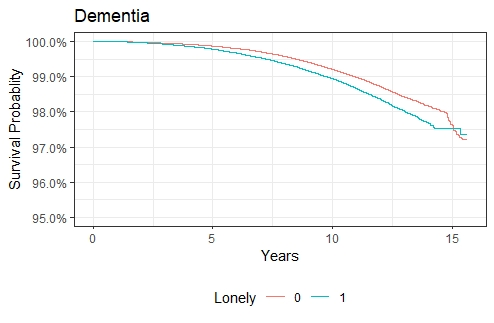 Dementia
100.0%
99.0%
98.0%
97.0%
96.0%
95.0%
Survival Probablity
0 5 10 15
Years
Lonely 0 1